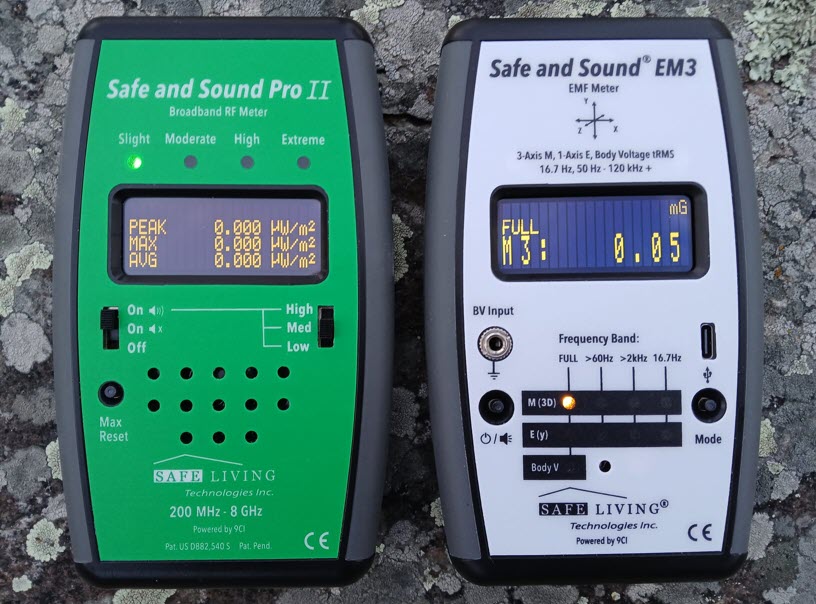 Safe and Sound Pro II
Broadband RF Meter
Slight Moderate High Extreme
PEAK 0.000 µW/m²
MAX 0.000 µW/m²
AVG 0.000 µW/m²
On
On
Off
High
Med
Low
Max
Reset
SAFE LIVING
Technologies Inc.
200 MHz - 8 GHz
Powered by 9CI
Pat. US D882,540 S Pat. Pend.
CE
Safe and Sound® EM3
EMF Meter
Y
Z X
3-Axis M, 1-Axis E, Body Voltage tRMS
16.7 Hz, 50 Hz - 120 kHz +
mG
FULL
M3: 0.05
BV Input
Frequency Band:
FULL >60Hz >2kHz 16.7Hz
M (3D)
E (y)
Mode
Body V
SAFE LIVING®
Technologies Inc.
Powered by 9CI
CE